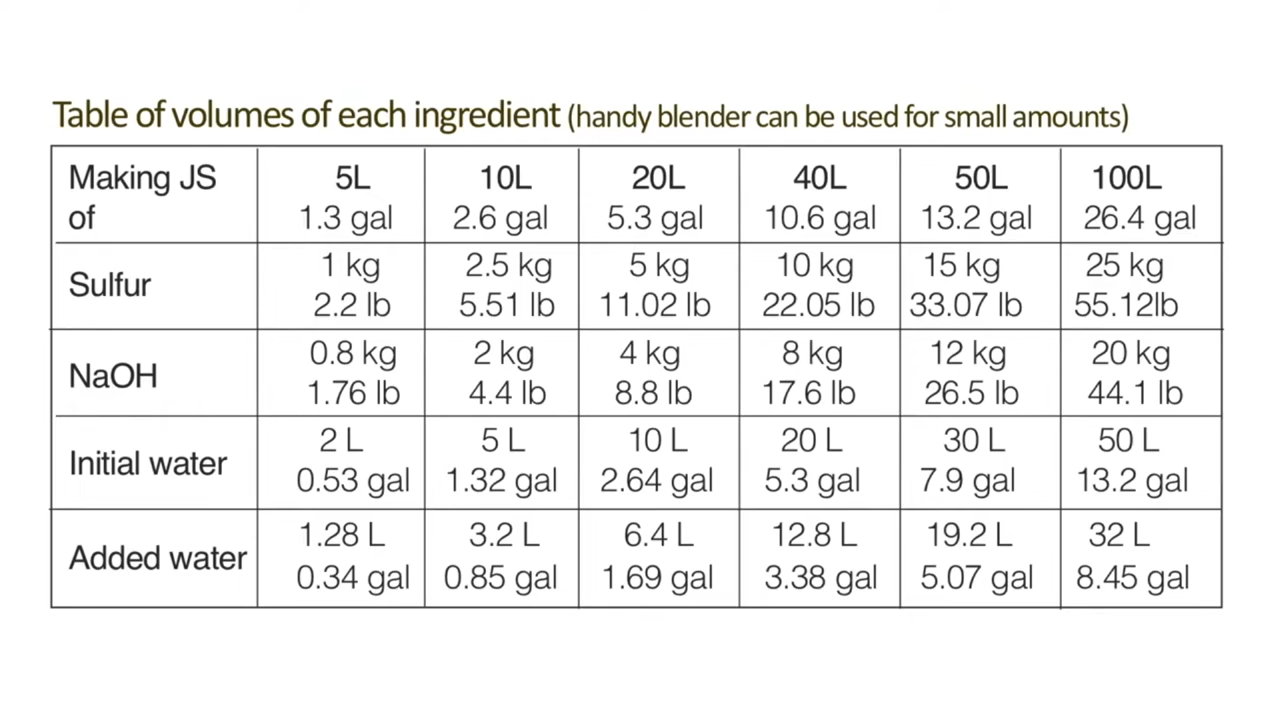 Table of volumes of each ingredient (handy blender can be used for small amounts)
Making JS of 5L 1.3 gal 10L 2.6 gal 20L 5.3 gal 40L 10.6 gal 50L 13.2 gal 100L 26.4 gal
Sulfur 1 kg 2.2 lb 2.5 kg 5.51 lb 5 kg 11.02 lb 10 kg 22.05 lb 15 kg 33.07 lb 25 kg 55.12lb
NaOH 0.8 kg 1.76 lb 2 kg 4.4 lb 4 kg 8.8 lb 8 kg 17.6 lb 12 kg 26.5 lb 20 kg 44.1 lb
Initial water 2 L 0.53 gal 5 L 1.32 gal 10 L 2.64 gal 20 L 5.3 gal 30 L 7.9 gal 50 L 13.2 gal
Added water 1.28 L 0.34 gal 3.2 L 0.85 gal 6.4 L 1.69 gal 12.8 L 3.38 gal 19.2 L 5.07 gal 32 L 8.45 gal